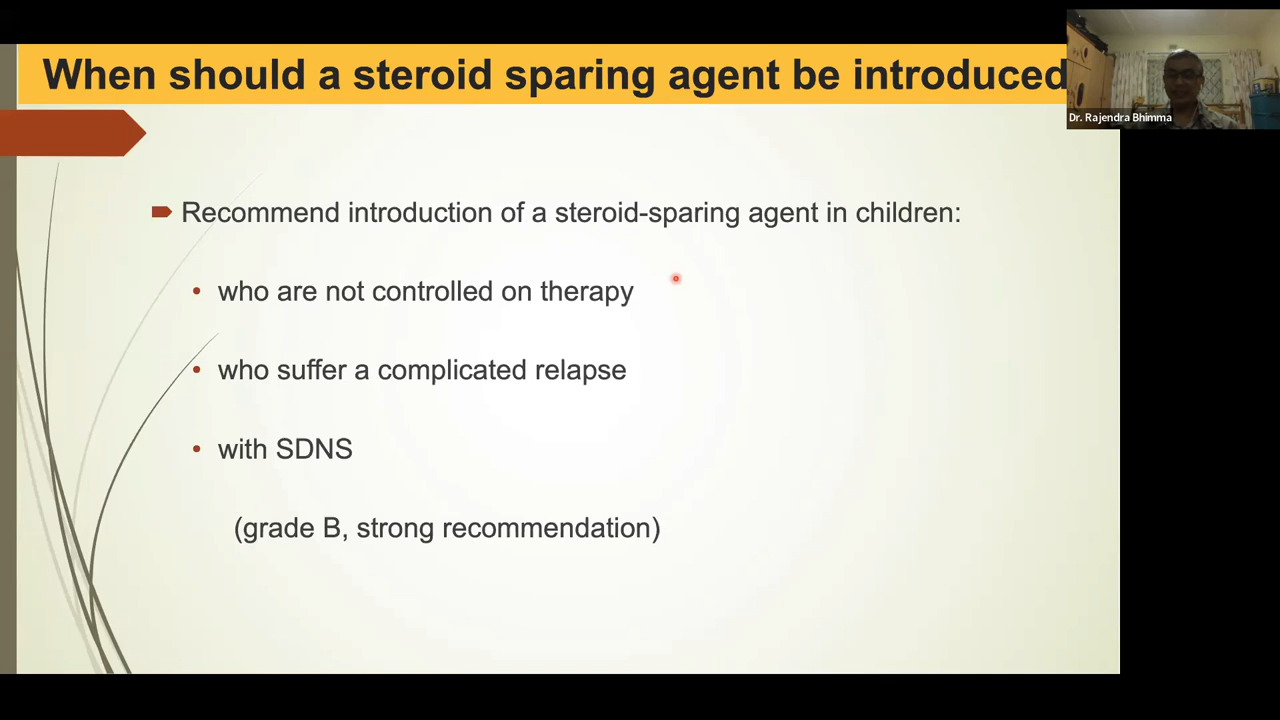 When should a steroid sparing agent be introduced
Dr. Rajendra Bhimma
Recommend introduction of a steroid-sparing agent in children:
• who are not controlled on therapy
• who suffer a complicated relapse
• with SDNS
(grade B, strong recommendation)